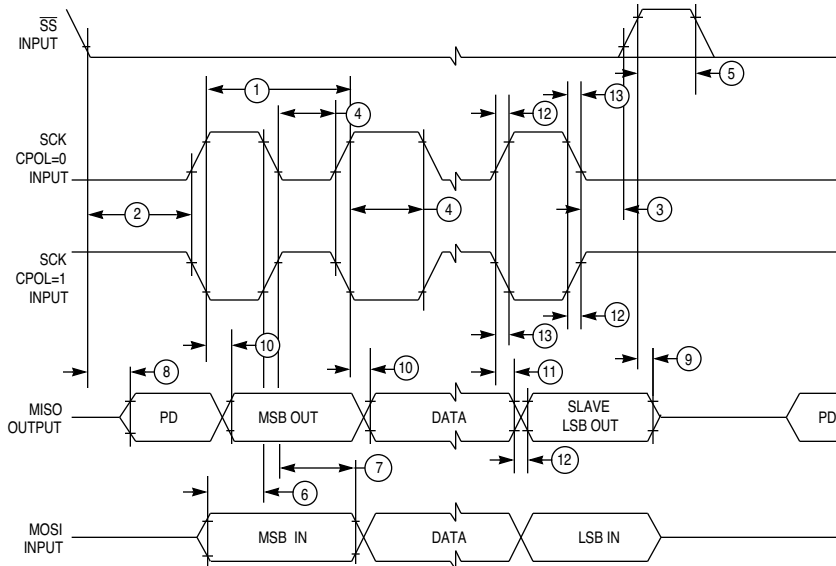 SS
INPUT
5
1
13
4
12
SCK
CPOL=0
INPUT
2
4
3
SCK
CPOL=1
INPUT
12
13
10
8
10
11
9
MISO
OUTPUT
PD
MSB OUT
DATA
SLAVE
LSB OUT
PD
7
12
6
MOSI
INPUT
MSB IN
DATA
LSB IN